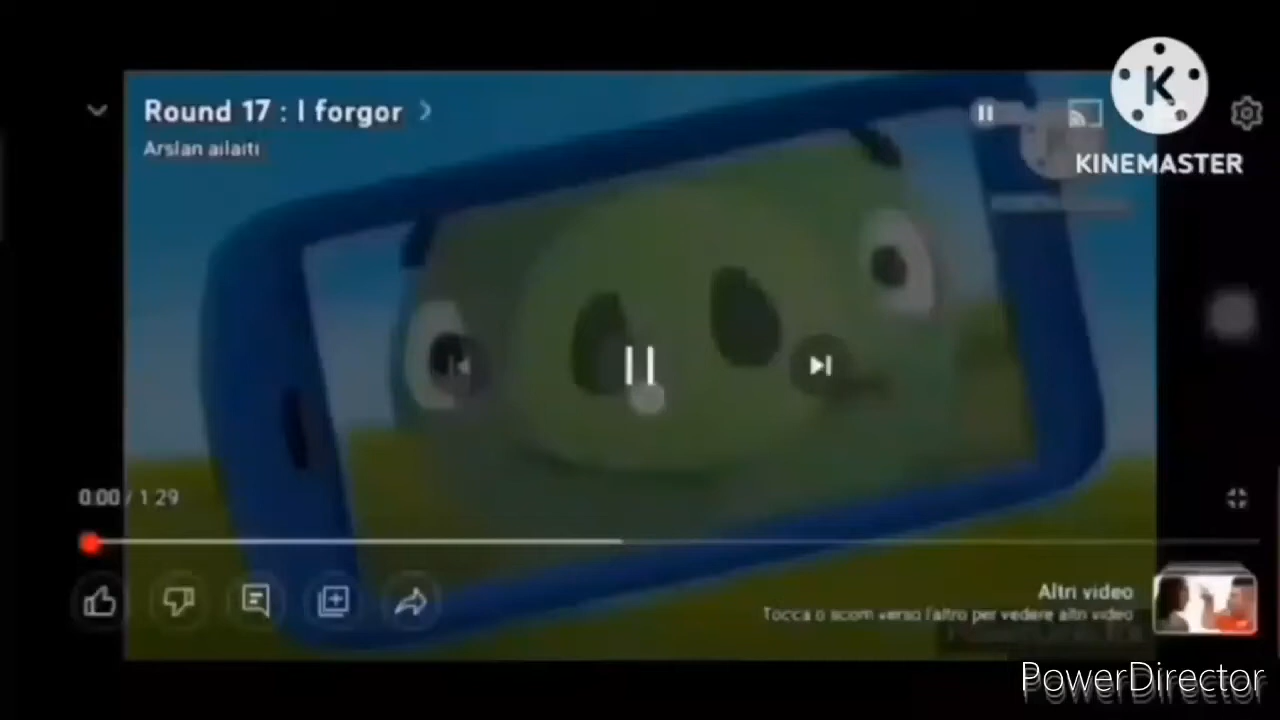 Round 17 : I forgor
Arslan ailaiti
K
KINEMASTER
0:00 / 1:29
Altri video
Tocca o scorri verso l'altro per vedere altri video
PowerDirector